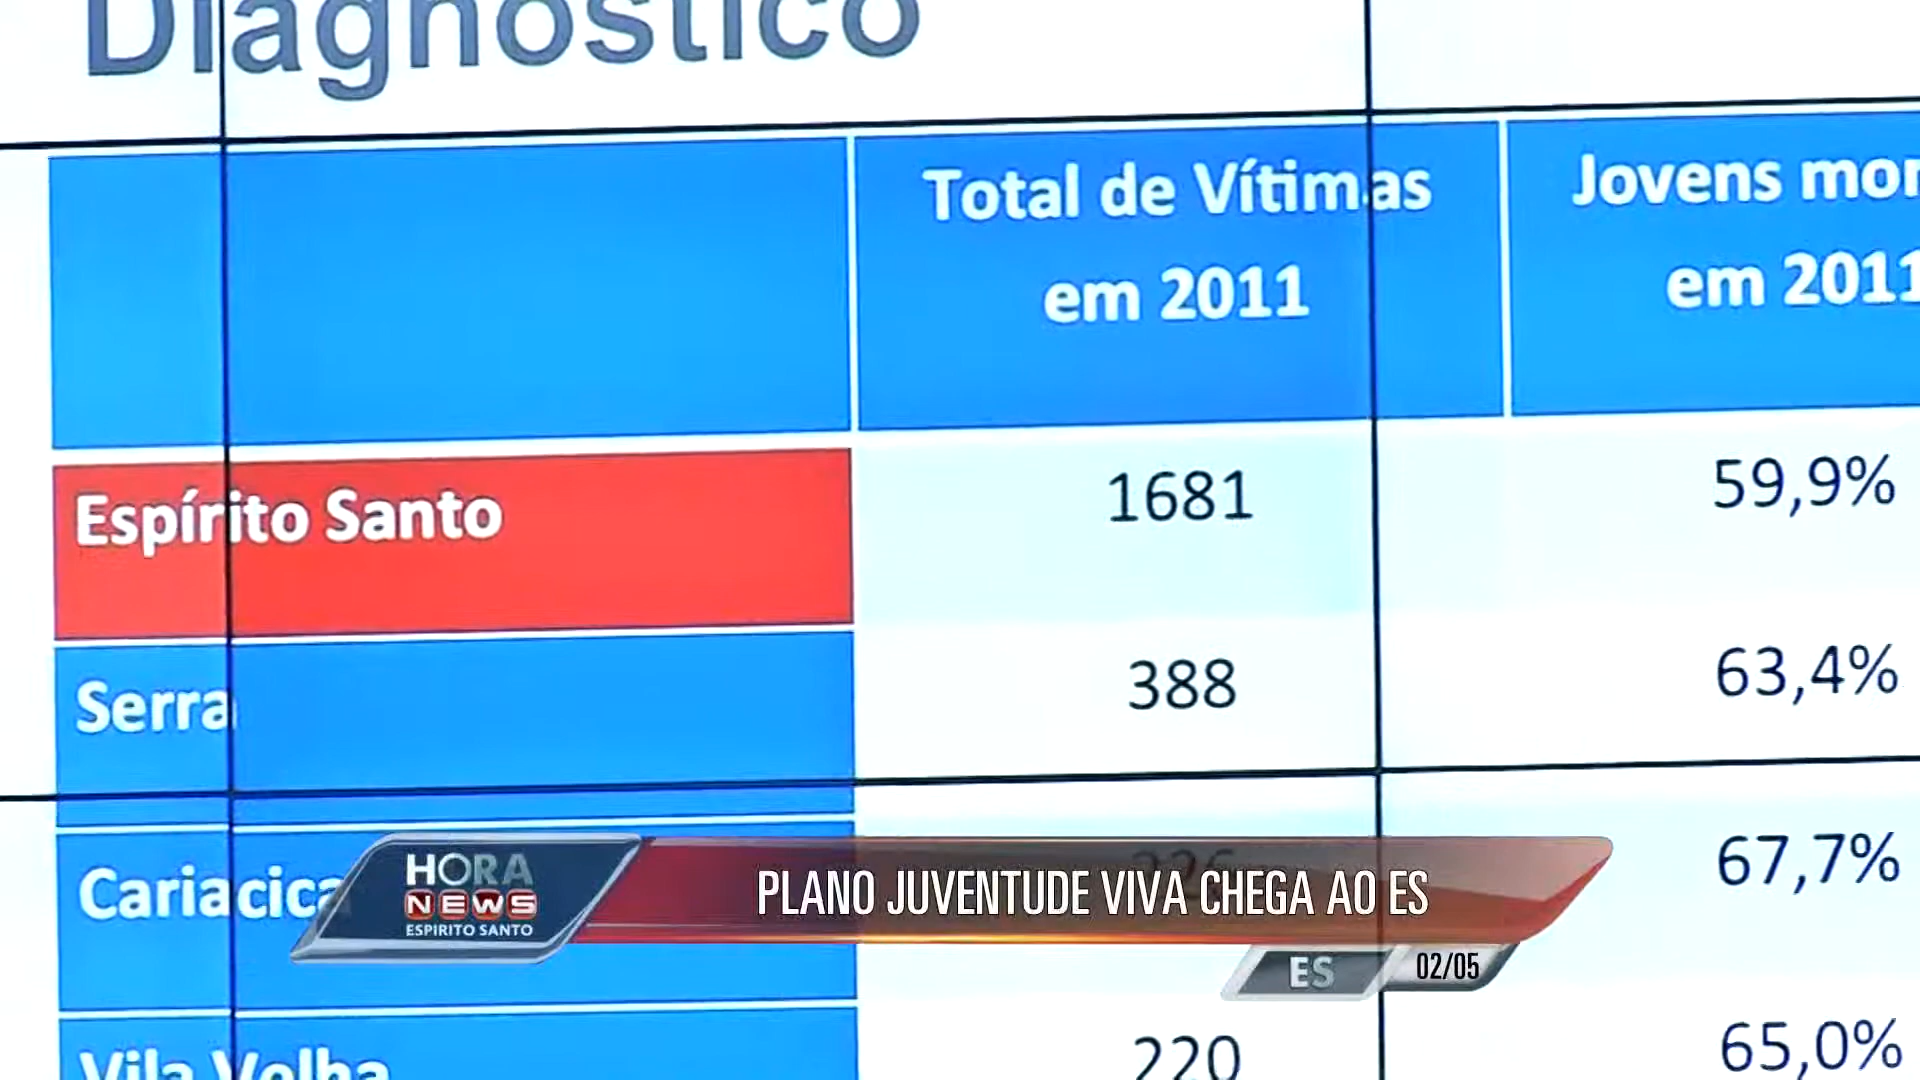 Diagnóstico
Total de Vítimas
em 2011
Jovens mor
em 2011
Espírito Santo
1681
59,9%
Serra
388
63,4%
Cariacica
67,7%
HORA
NEWS
ESPIRITO SANTO
PLANO JUVENTUDE VIVA CHEGA AO ES
ES
02/05
Vila Velha
220
65,0%